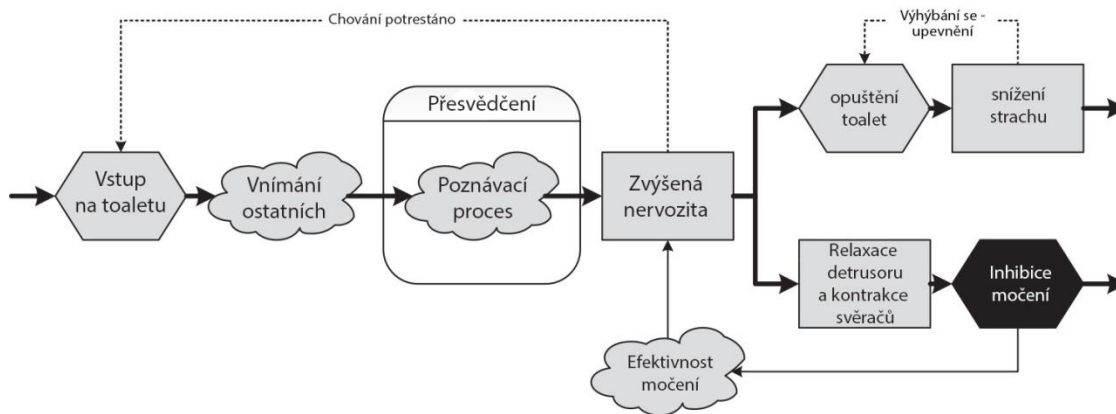 Chování potrestáno
Výhýbání se -
upevnění
Přesvědčení
opuštění
toalet
snížení
strachu
Vstup
na toaletu
Vnímání
ostatních
Poznávací
proces
Zvýšená
nervozita
Relaxace
detrusoru
a kontrakce
svěračů
Inhibice
močení
Efektivnost
močení